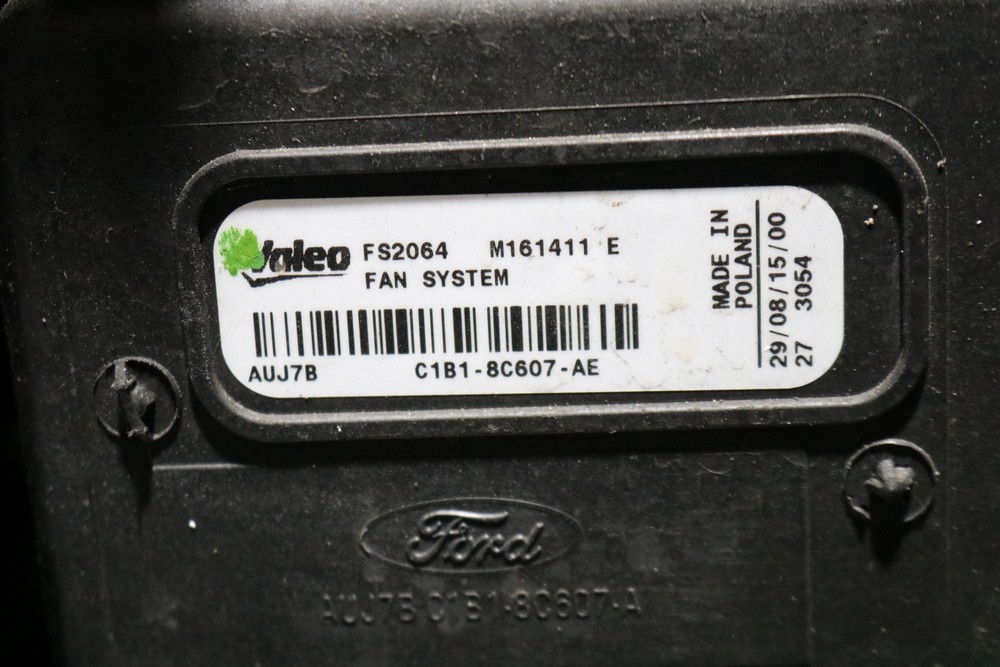 Valeo FS2064 M161411 E
FAN SYSTEM
AUJ7B C1B1-8C607-AE
MADE IN
POLAND
29/08/15/00
27 3054
Ford
AUJ7B C1B1-8C607-A